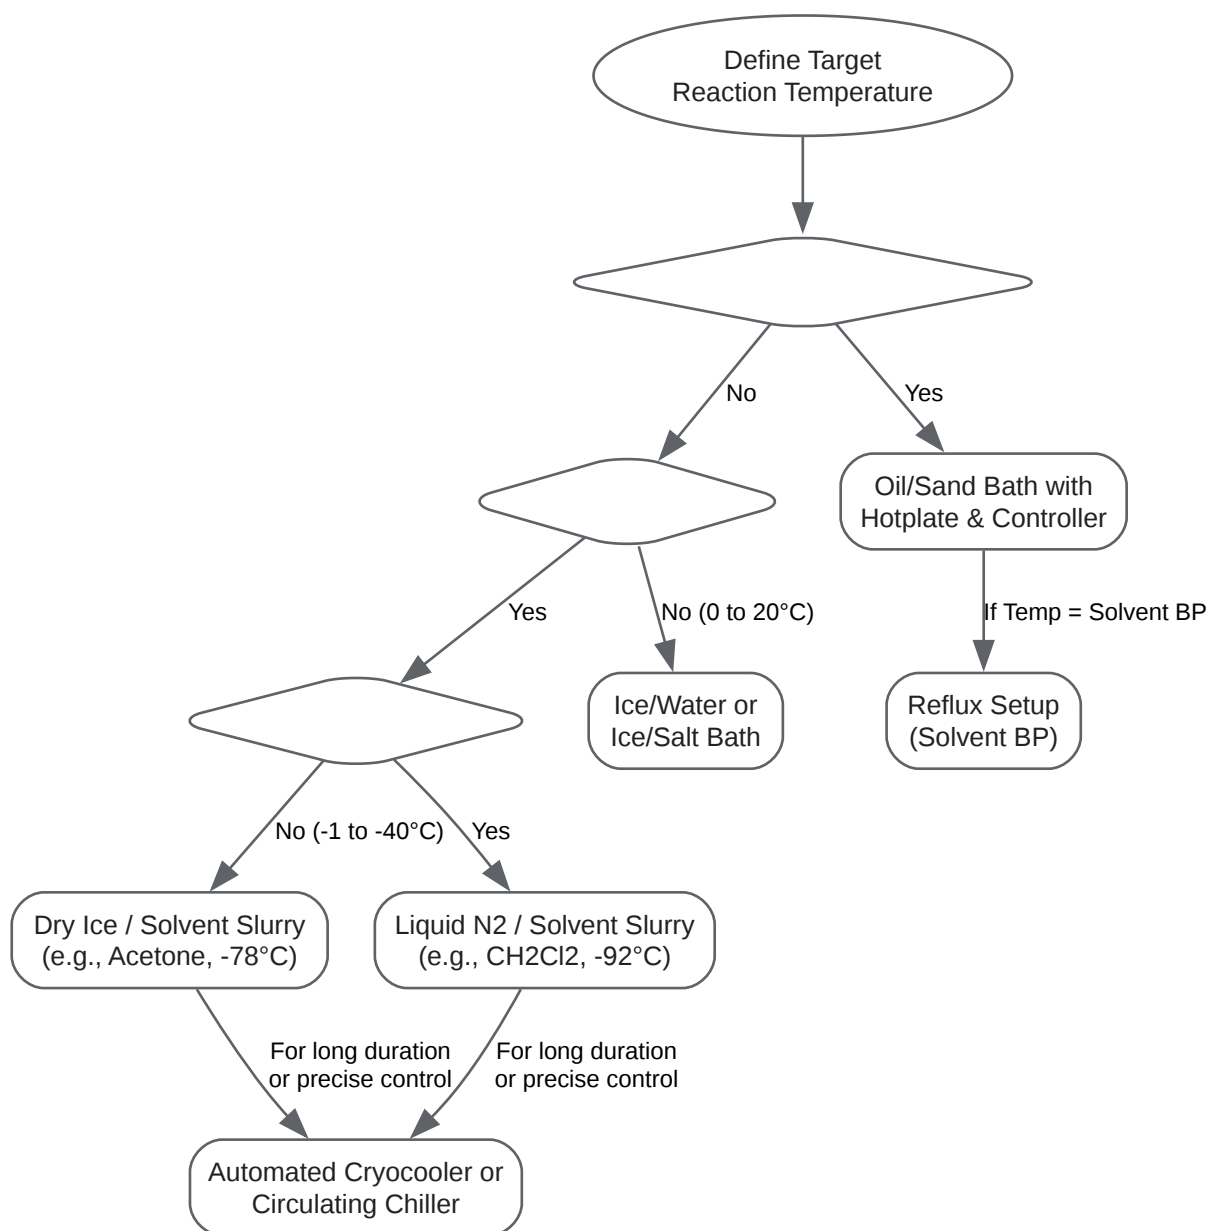 Define Target
Reaction Temperature
No
Yes
Oil/Sand Bath with
Hotplate & Controller
Yes
No (0 to 20°C)
If Temp = Solvent BP
Ice/Water or
Ice/Salt Bath
Reflux Setup
(Solvent BP)
No (-1 to -40°C)
Yes
Dry Ice / Solvent Slurry
(e.g., Acetone, -78°C)
Liquid N2 / Solvent Slurry
(e.g., CH2Cl2, -92°C)
For long duration
or precise control
For long duration
or precise control
Automated Cryocooler or
Circulating Chiller